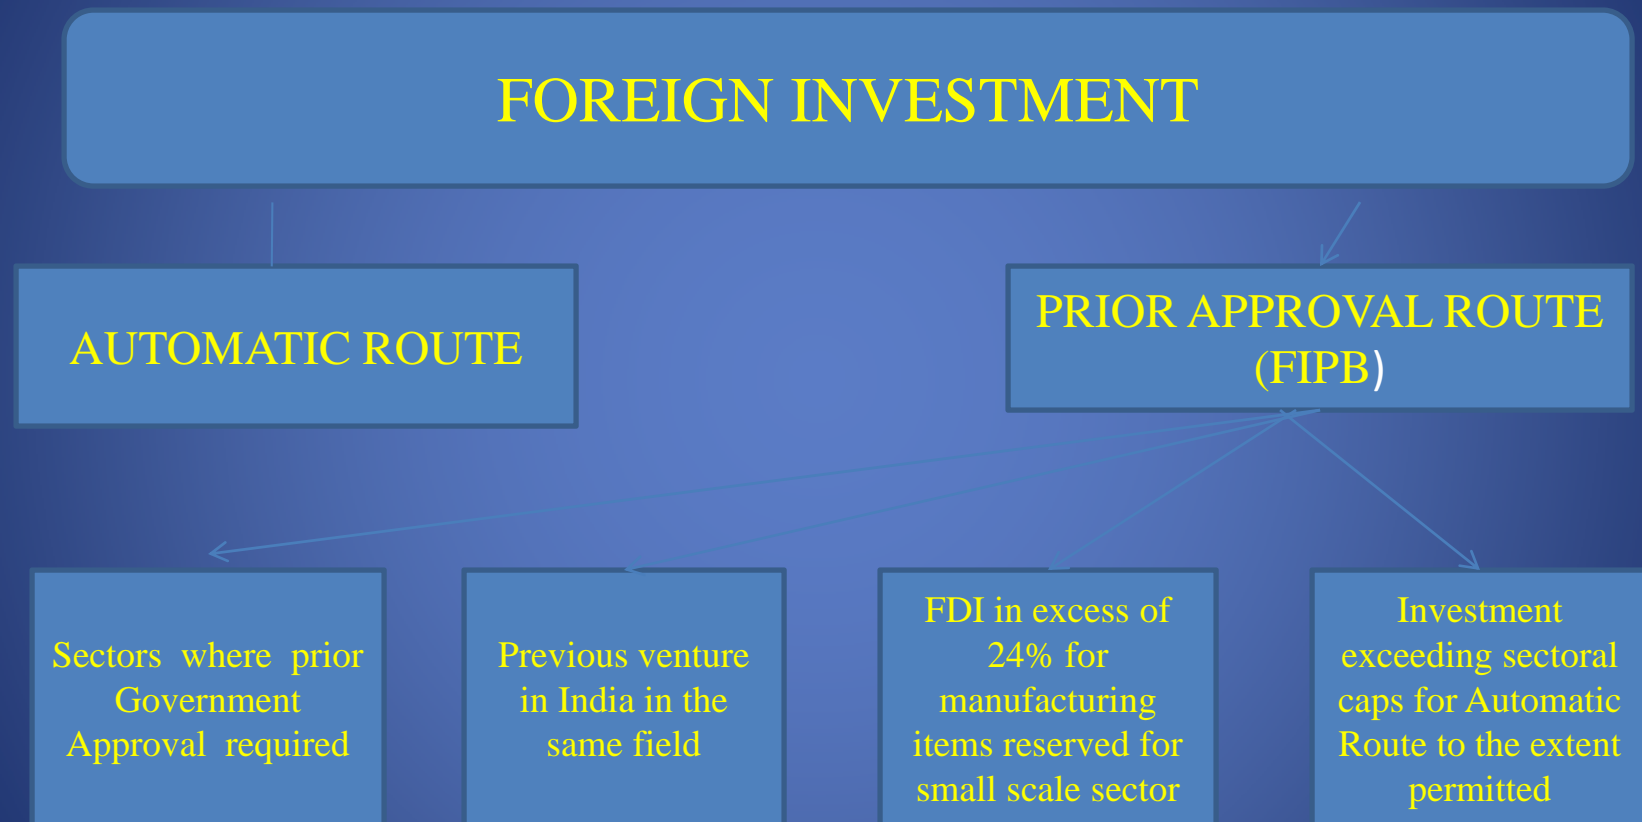 FOREIGN INVESTMENT
AUTOMATIC ROUTE
PRIOR APPROVAL ROUTE
(FIPB)
Sectors where prior
Government
Approval required
Previous venture
in India in the
same field
FDI in excess of
24% for
manufacturing
items reserved for
small scale sector
Investment
exceeding sectoral
caps for Automatic
Route to the extent
permitted